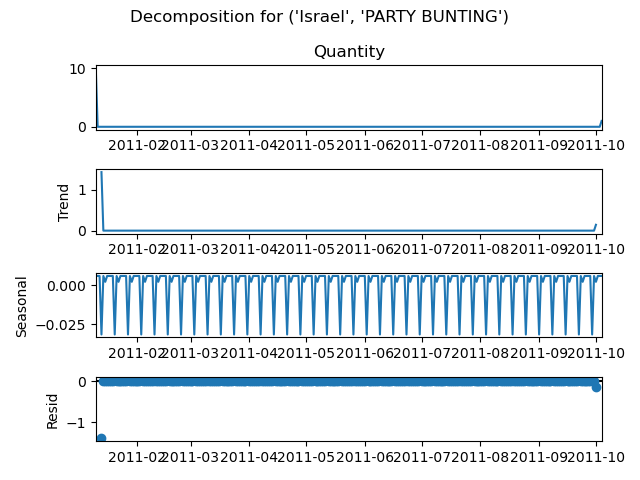 Decomposition for ('Israel', 'PARTY BUNTING')
Quantity
10
0
2011-02 2011-03 2011-04 2011-05 2011-06 2011-07 2011-08 2011-09 2011-10
Trend
1
0
2011-02 2011-03 2011-04 2011-05 2011-06 2011-07 2011-08 2011-09 2011-10
Seasonal
0.000
−0.025
2011-02 2011-03 2011-04 2011-05 2011-06 2011-07 2011-08 2011-09 2011-10
Resid
0
−1
2011-02 2011-03 2011-04 2011-05 2011-06 2011-07 2011-08 2011-09 2011-10